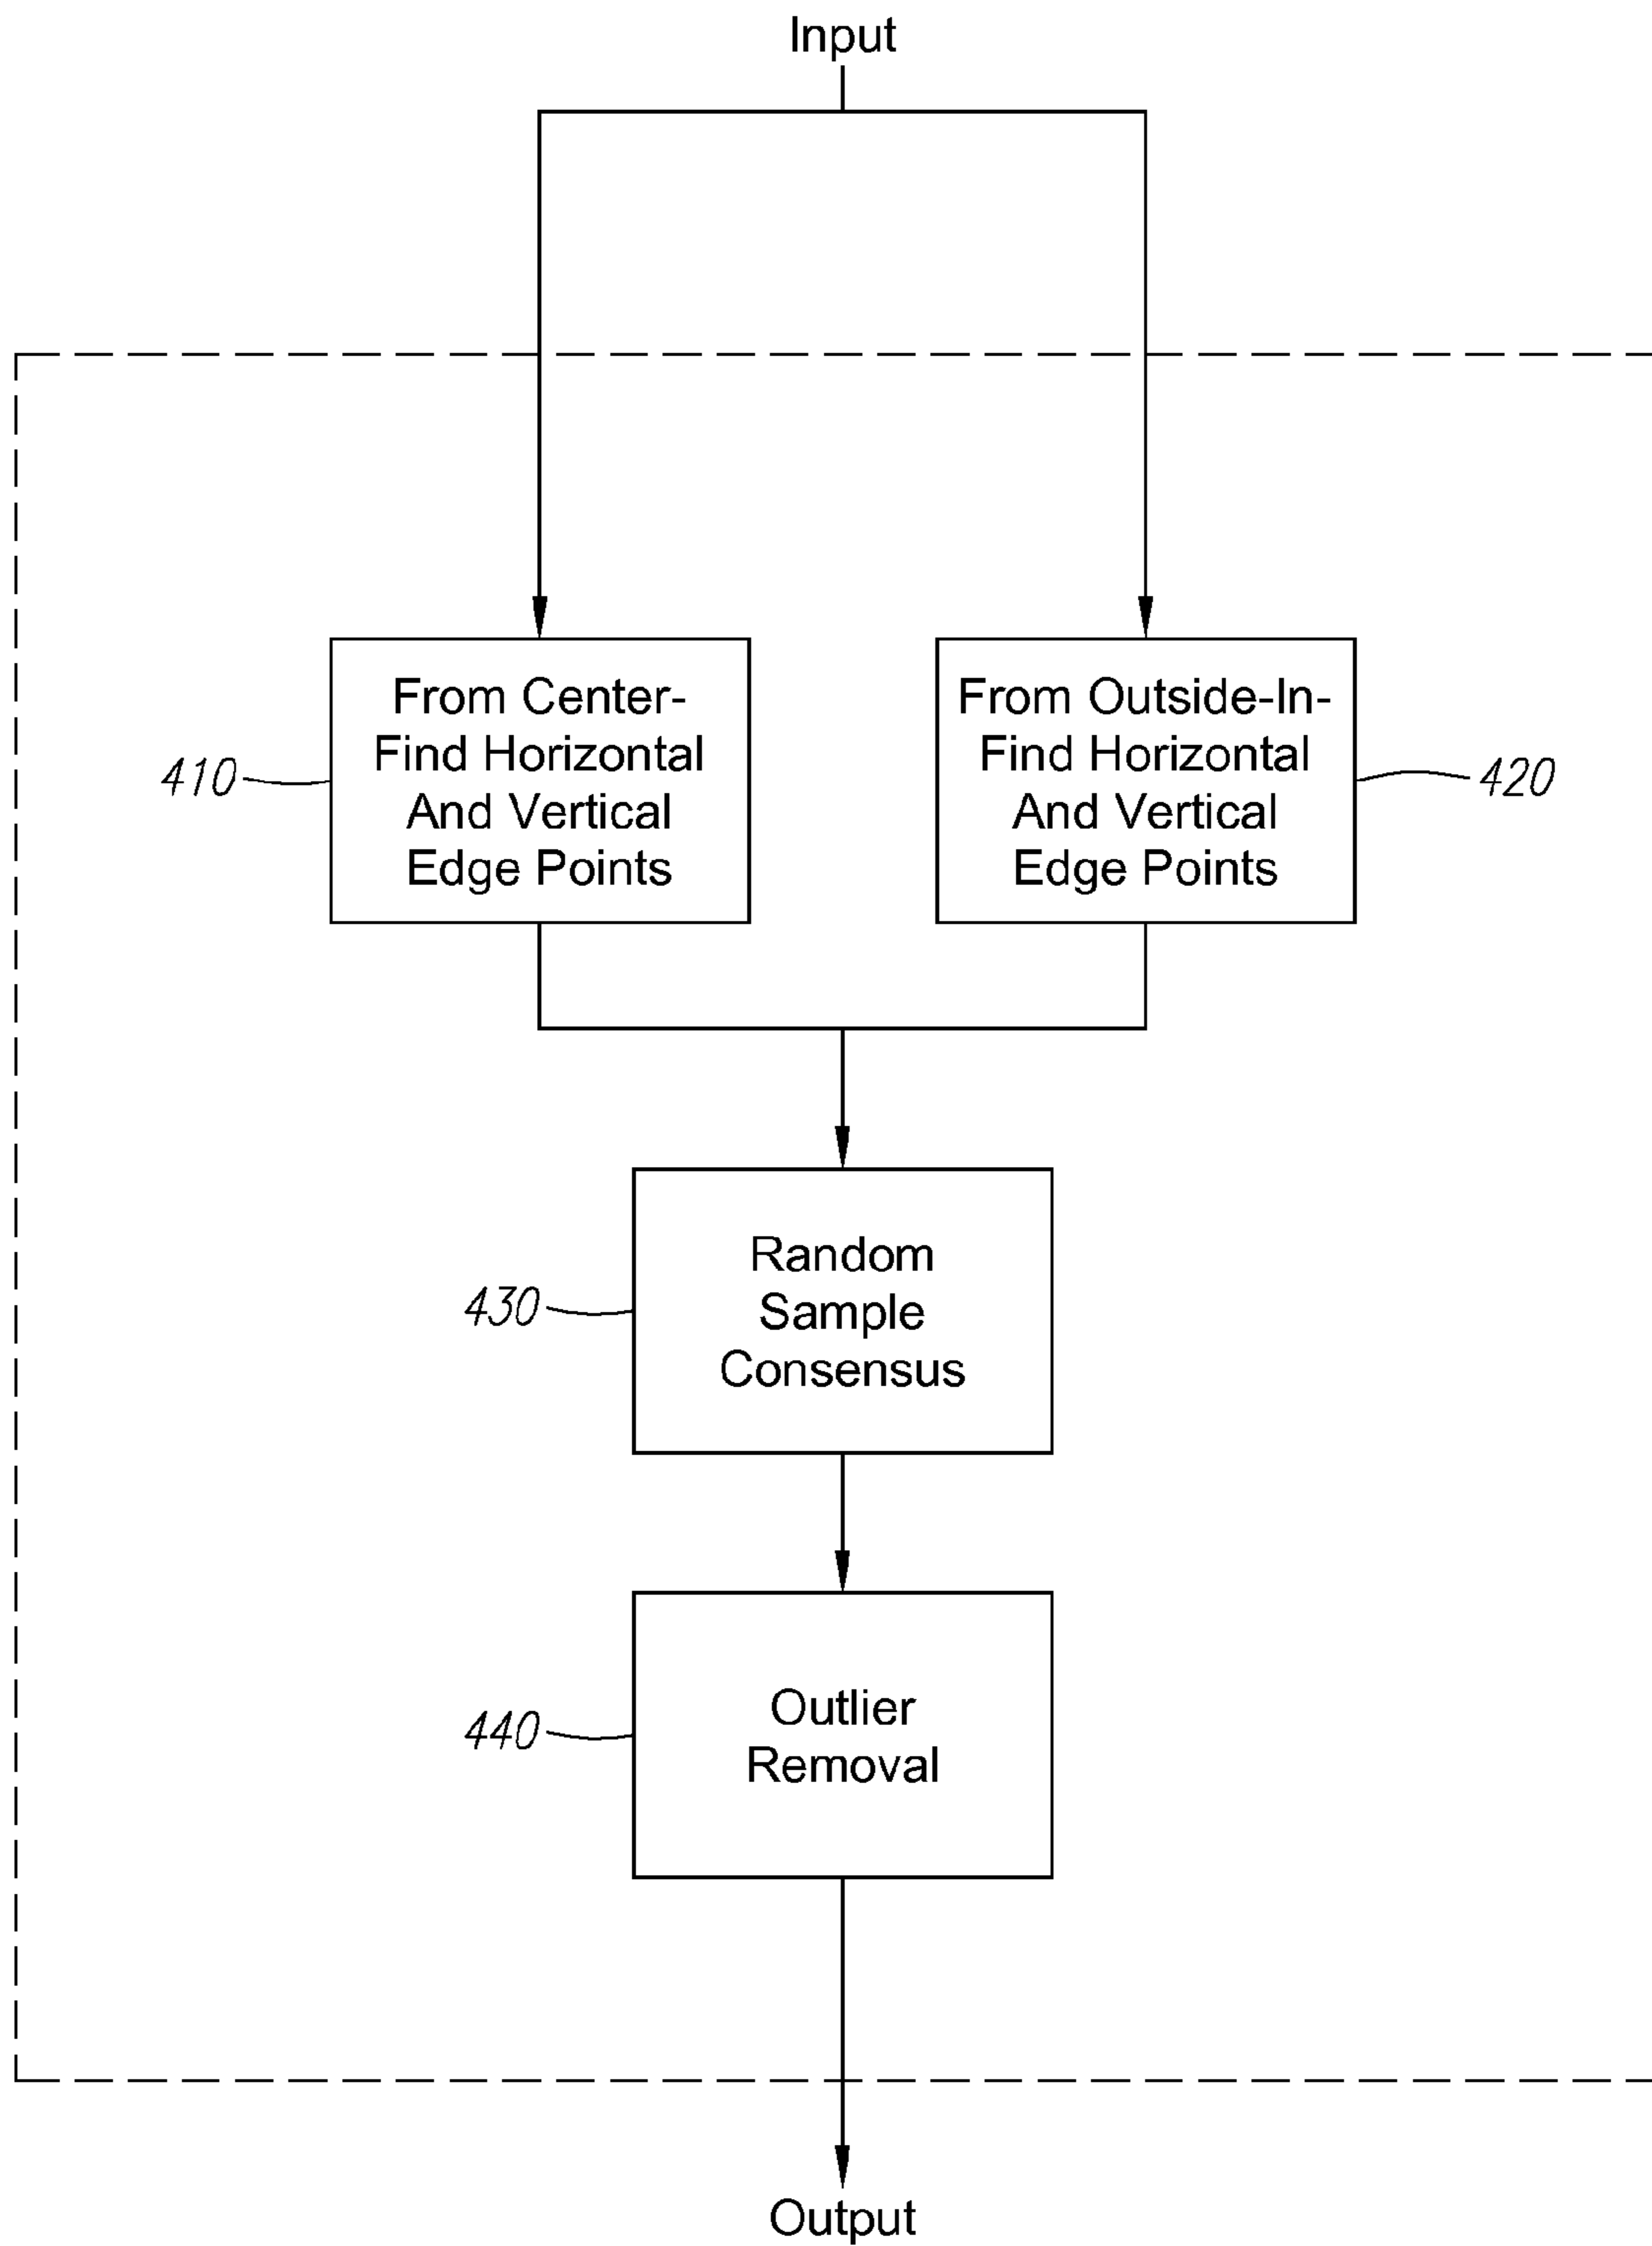 Input
From Center-
Find Horizontal
And Vertical
Edge Points
410
From Outside-In-
Find Horizontal
And Vertical
Edge Points
420
Random
Sample
Consensus
430
Outlier
Removal
440
Output